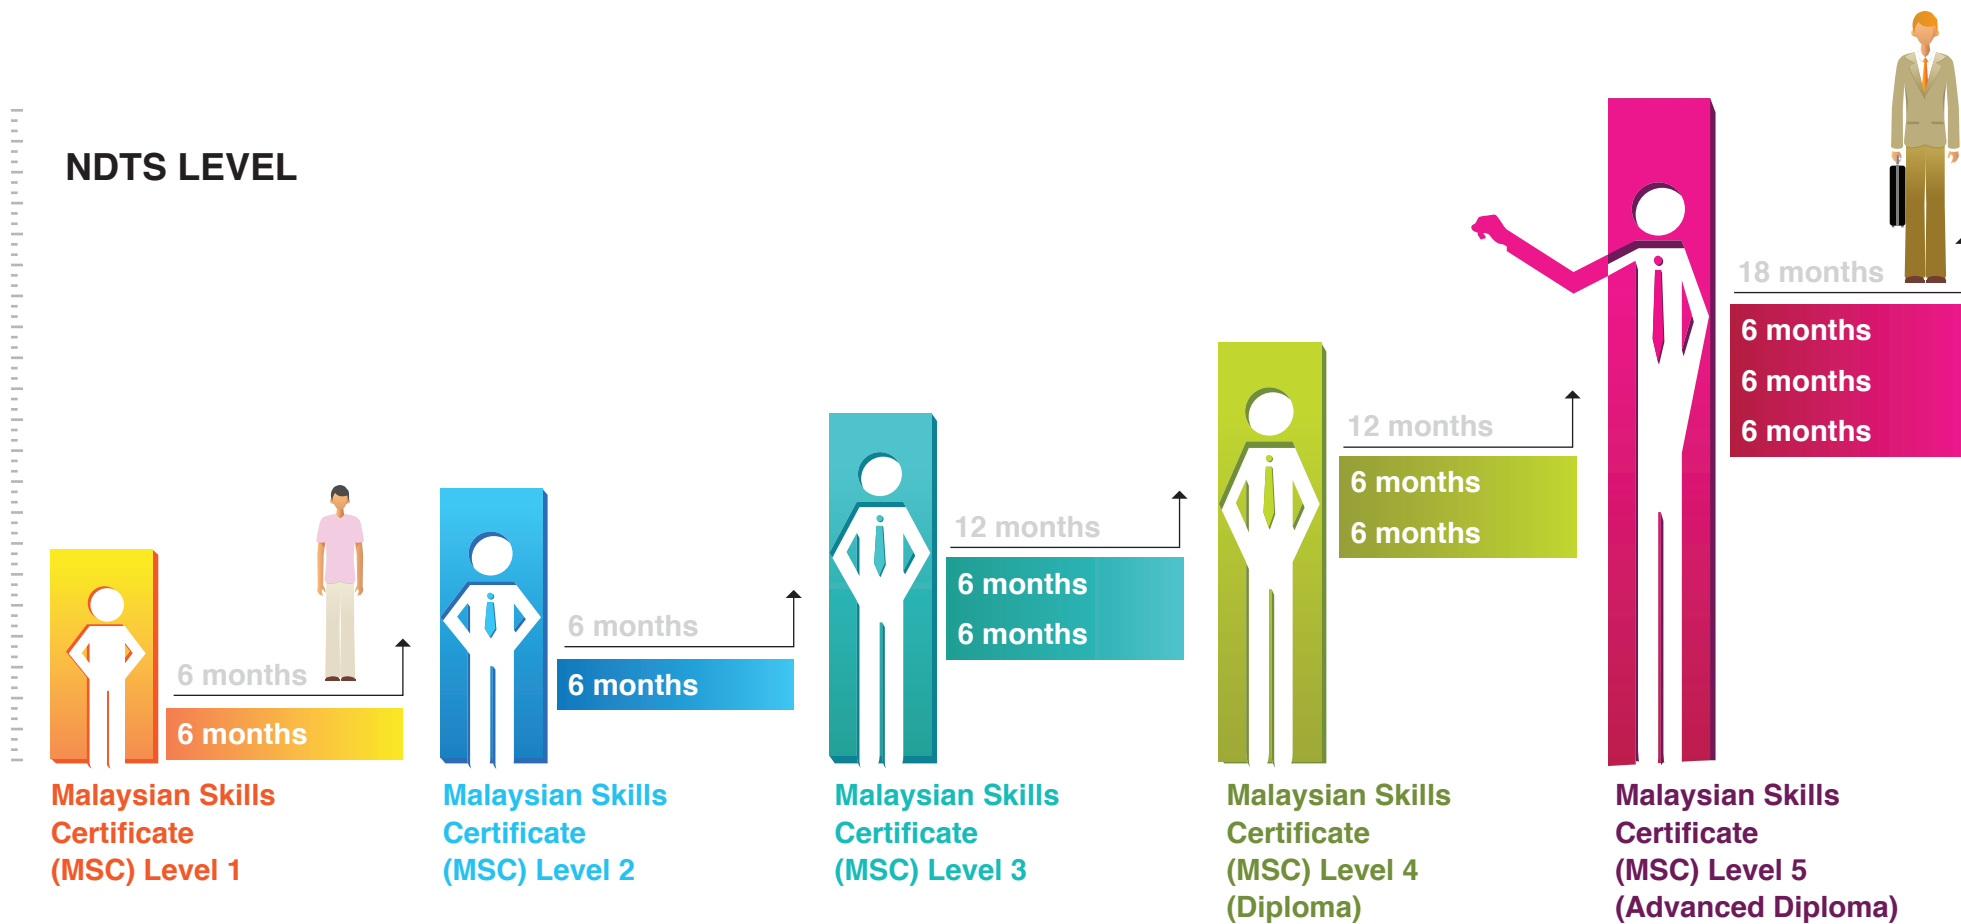 NDTS LEVEL
6 months
6 months
Malaysian Skills
Certificate
(MSC) Level 1
6 months
6 months
Malaysian Skills
Certificate
(MSC) Level 2
12 months
6 months
6 months
Malaysian Skills
Certificate
(MSC) Level 3
12 months
6 months
6 months
Malaysian Skills
Certificate
(MSC) Level 4
(Diploma)
18 months
6 months
6 months
6 months
Malaysian Skills
Certificate
(MSC) Level 5
(Advanced Diploma)